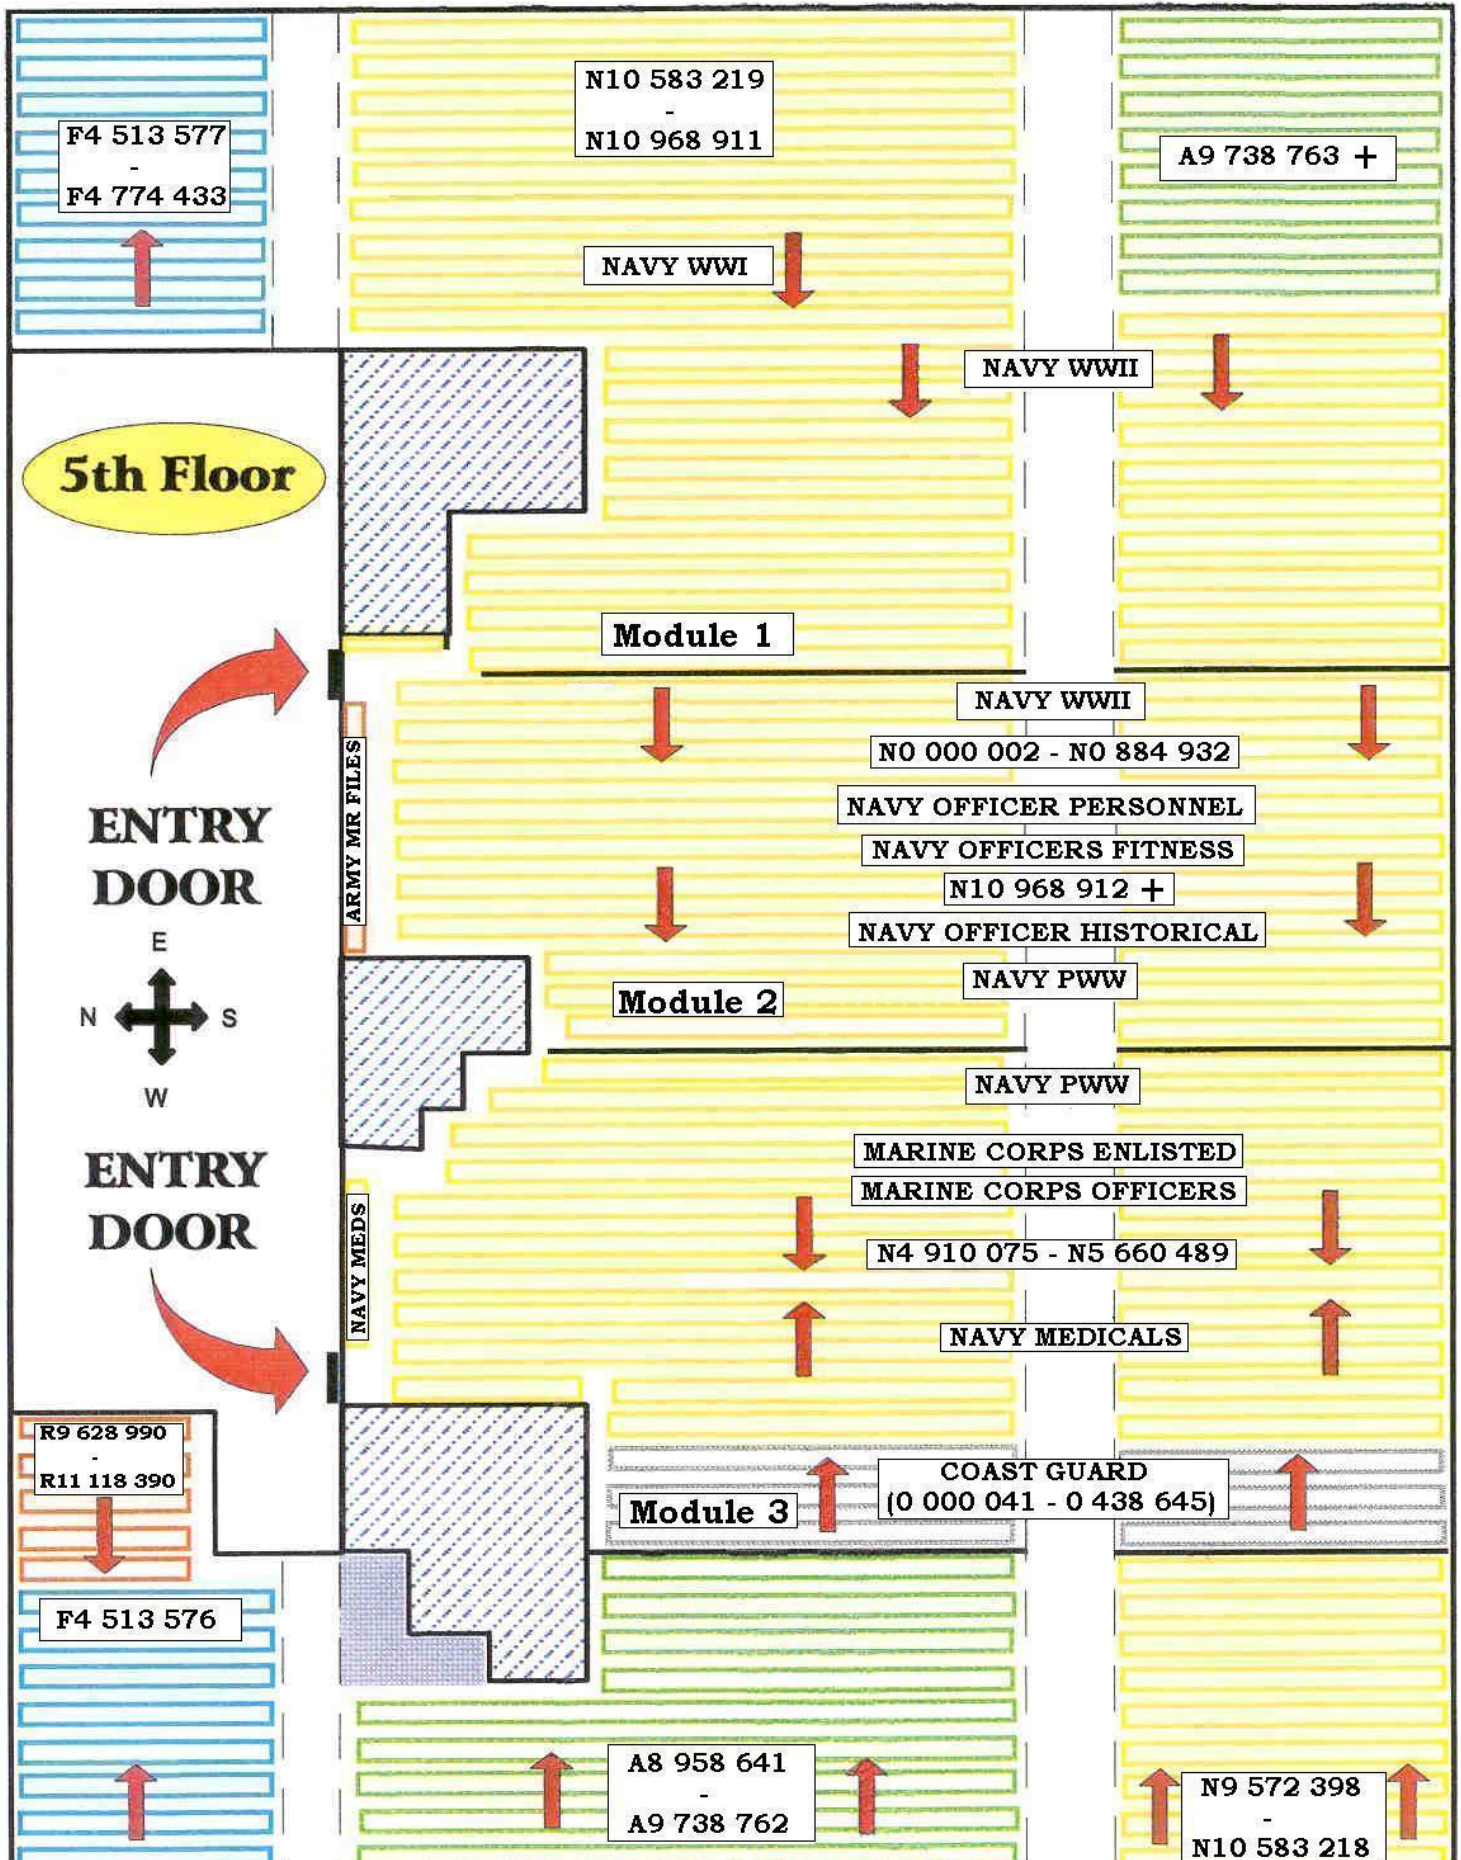 F4 513 577
-
F4 774 433
N10 583 219
-
N10 968 911
A9 738 763 +
NAVY WWI
NAVY WWII
5th Floor
Module 1
NAVY WWII
N0 000 002 - N0 884 932
NAVY OFFICER PERSONNEL
NAVY OFFICERS FITNESS
N10 968 912 +
NAVY OFFICER HISTORICAL
NAVY PWW
ARMY MR FILES
ENTRY
DOOR
E
N
S
W
Module 2
NAVY PWW
ENTRY
DOOR
MARINE CORPS ENLISTED
MARINE CORPS OFFICERS
N4 910 075 - N5 660 489
NAVY MEDS
NAVY MEDICALS
R9 628 990
-
R11 118 390
COAST GUARD
(0 000 041 - 0 438 645)
Module 3
F4 513 576
A8 958 641
-
A9 738 762
N9 572 398
-
N10 583 218